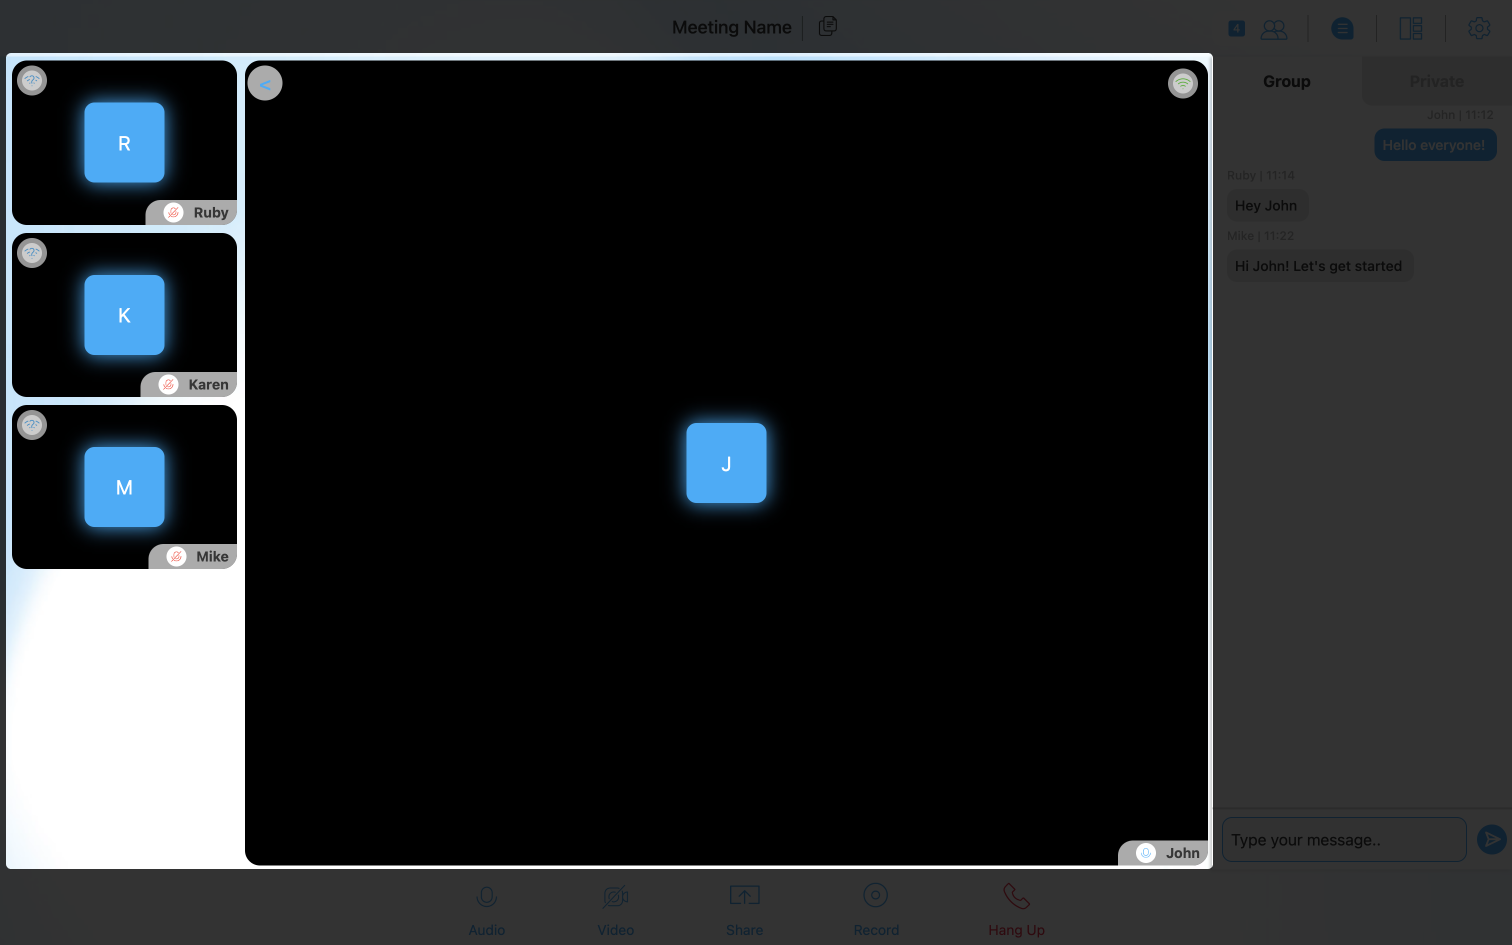 Meeting Name
4
Group
Private
John | 11:12
Hello everyone!
Ruby | 11:14
Hey John
Mike | 11:22
Hi John! Let's get started
Type your message..
<
R
Ruby
K
Karen
M
Mike
J
John
Audio
Video
Share
Record
Hang Up